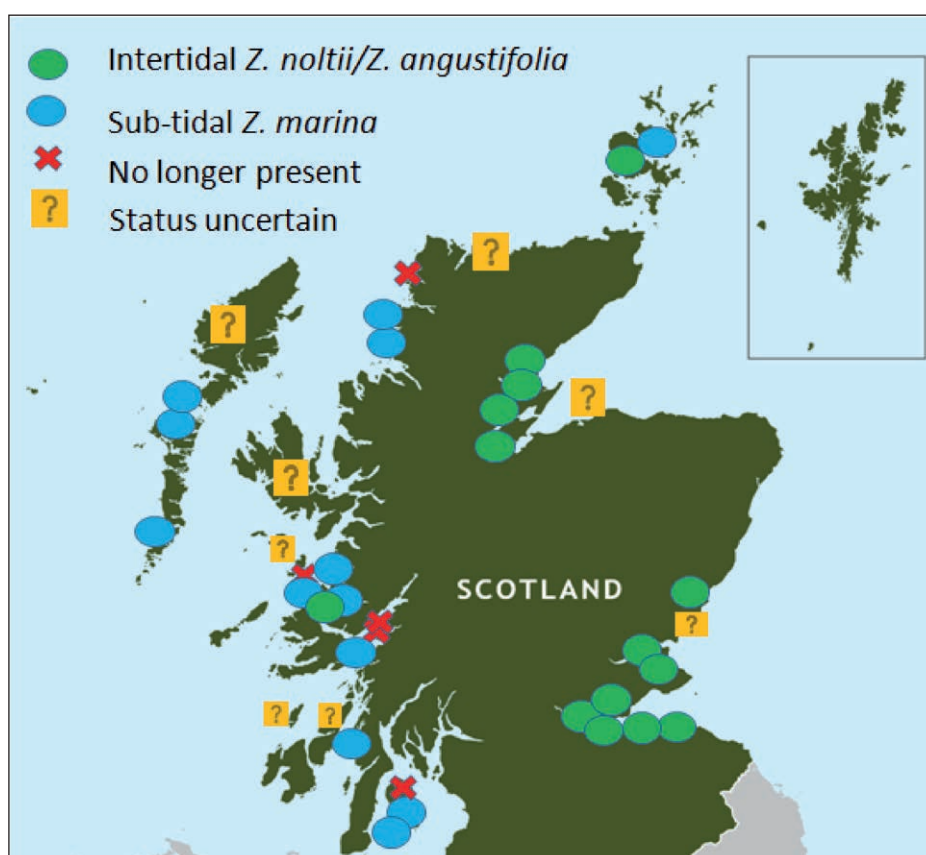 Intertidal Z. noltii/Z. angustifolia
Sub-tidal Z. marina
No longer present
? Status uncertain
?
?
?
?
?
SCOTLAND
?
?
?